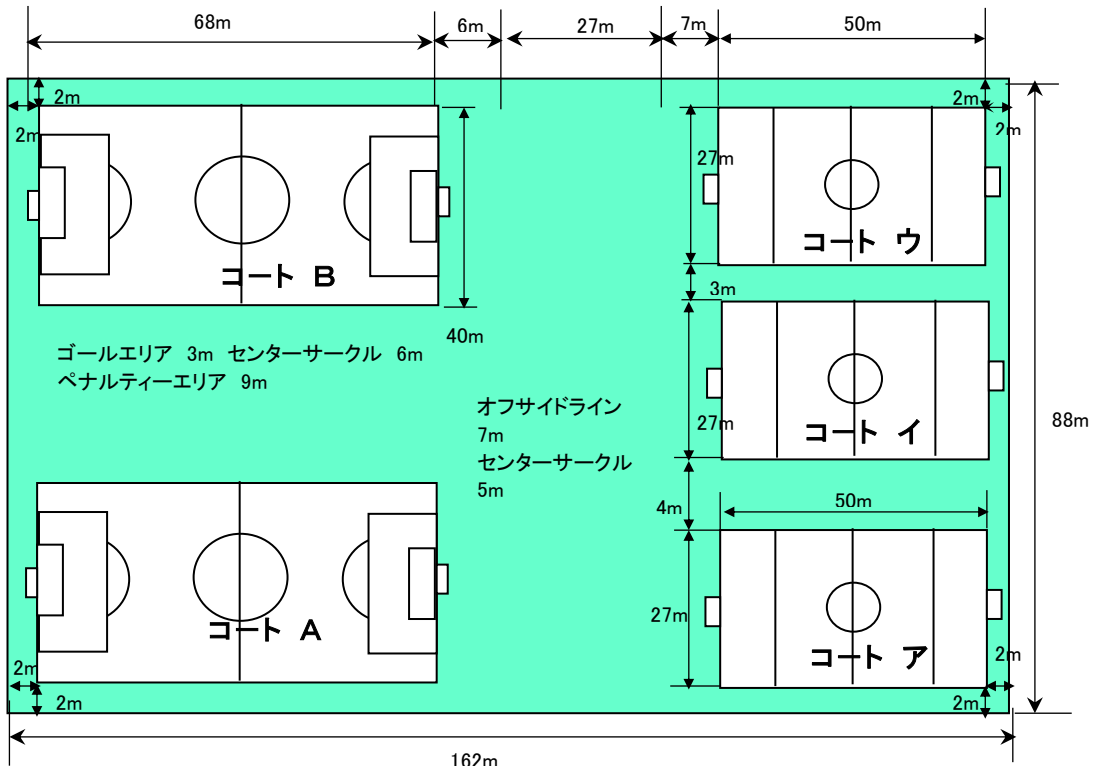 68m
6m
27m
7m
50m
2m
2m
2m
2m
27m
コート ウ
コート B
3m
40m
ゴールエリア 3m センターサークル 6m
ペナルティーエリア 9m
オフサイドライン
7m
センターサークル
5m
27m
コート イ
88m
4m
50m
27m
コート A
コート ア
2m
2m
2m
2m
162m